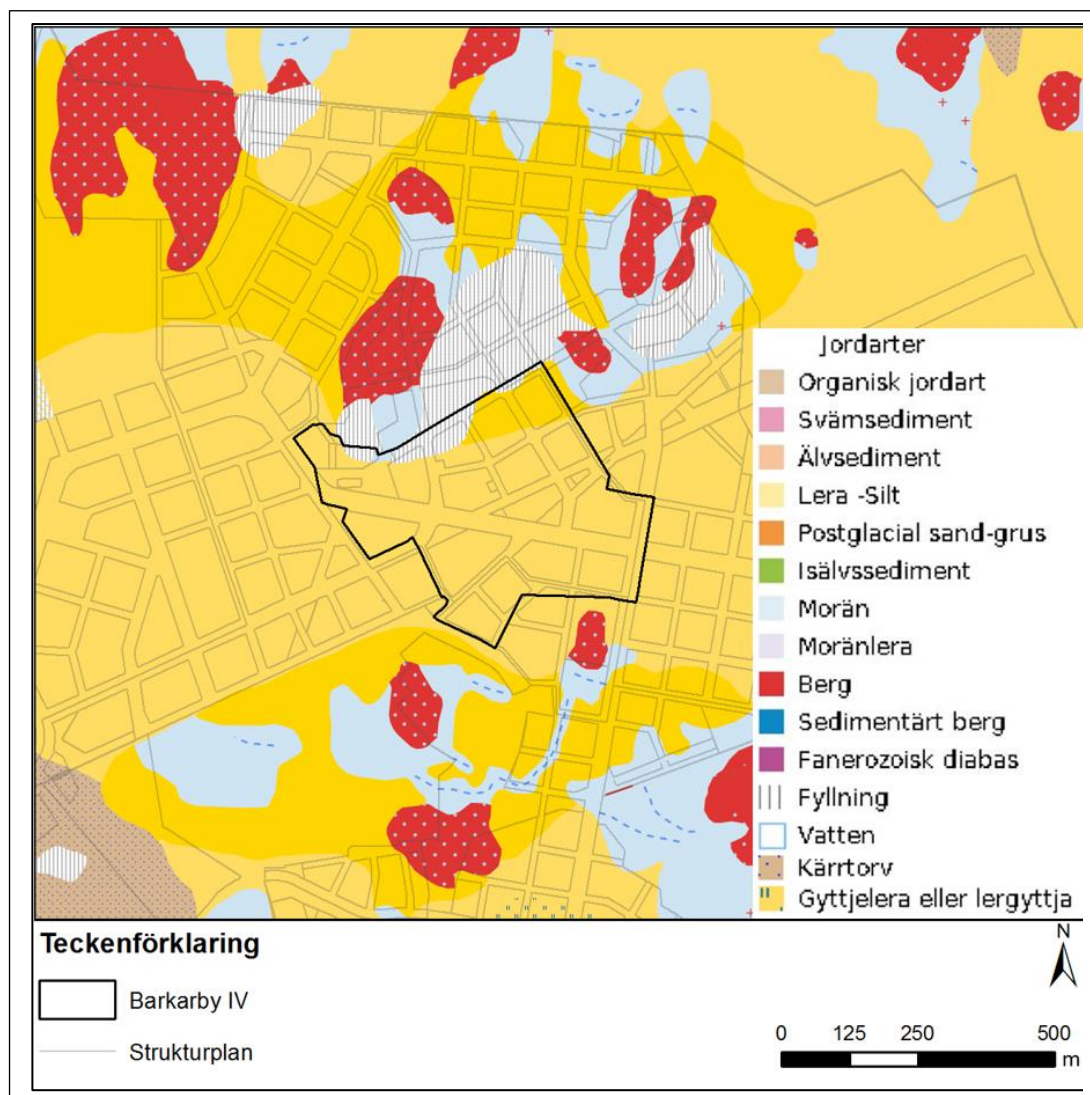 Jordarter
Organisk jordart
Svämsediment
Älvsediment
Lera -Silt
Postglacial sand-grus
Isälvssediment
Morän
Moränlera
Berg
Sedimentärt berg
Fanerozoisk diabas
Fyllning
Vatten
Kärrtorv
Gyttjelera eller lergyttja
Teckenförklaring
Barkarby IV
Strukturplan
N
0 125 250 500
m